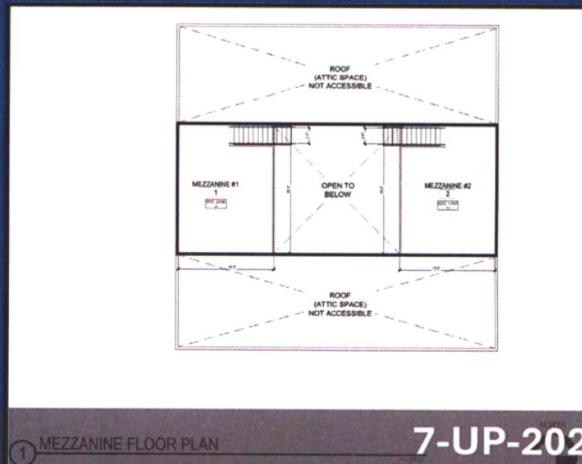 ROOF
(ATTIC SPACE)
NOT ACCESSIBLE
MEZZANINE #1
1
OPEN TO
BELOW
MEZZANINE #2
2
ROOF
(ATTIC SPACE)
NOT ACCESSIBLE
1 MEZZANINE FLOOR PLAN
NORTH
7-UP-202